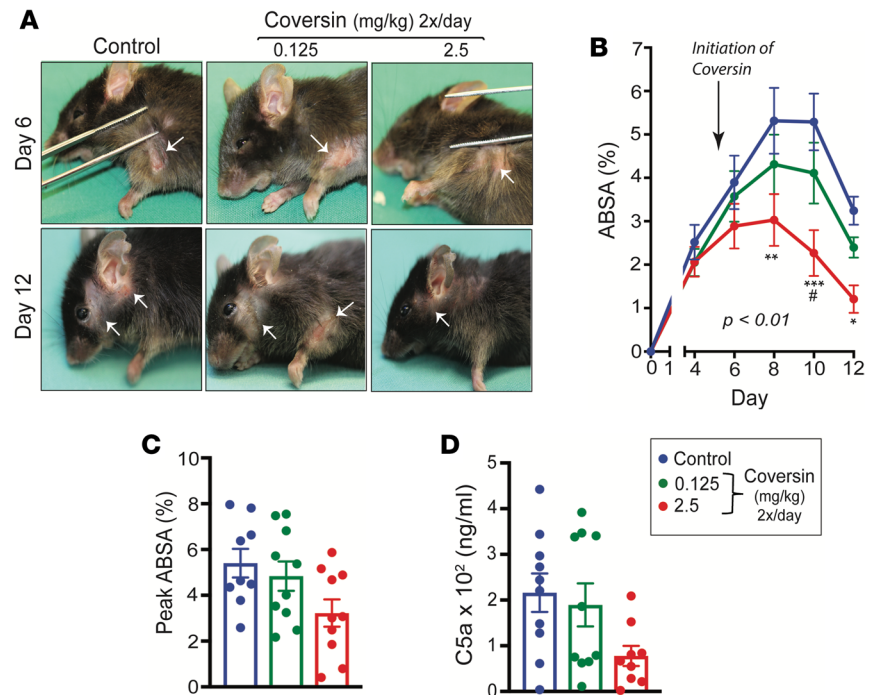 A
Coversin (mg/kg) 2x/day
Control
0.125
2.5
Day 6
Day 12
B
Initiation of
Coversin
ABSA (%)
7
6
5
4
3
2
1
0
**
***
#
*
p < 0.01
0 1 4 6 8 10 12
Day
C
Peak ABSA (%)
10
8
6
4
2
0
D
C5a x 10² (ng/ml)
5
4
3
2
1
0
Control
0.125
2.5
Coversin
(mg/kg)
2x/day